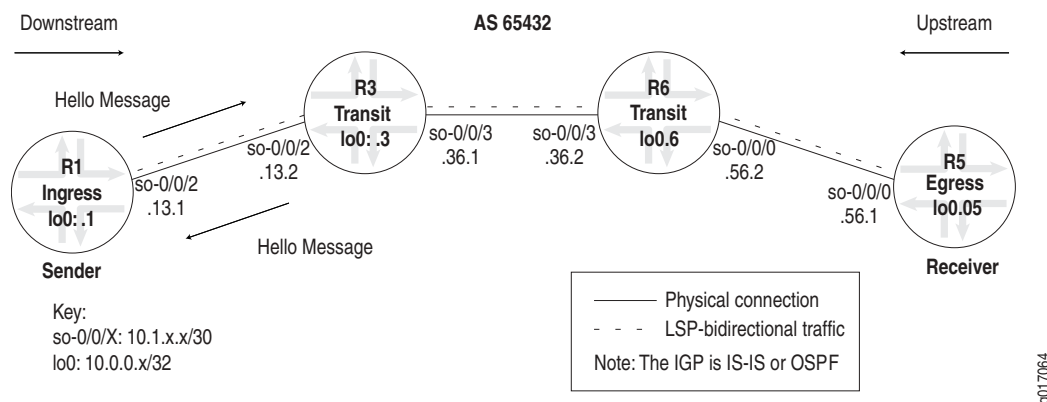 Downstream
AS 65432
Upstream
Hello Message
R3
Transit
lo0: .3
R6
Transit
lo0.6
so-0/0/2
.13.2
so-0/0/3
.36.1
so-0/0/3
.36.2
so-0/0/0
.56.2
R1
Ingress
lo0: .1
so-0/0/2
.13.1
so-0/0/0
.56.1
R5
Egress
lo0.05
Hello Message
Sender
Receiver
Key:
so-0/0/X: 10.1.x.x/30
lo0: 10.0.0.x/32
Physical connection
LSP-bidirectional traffic
Note: The IGP is IS-IS or OSPF
g017064